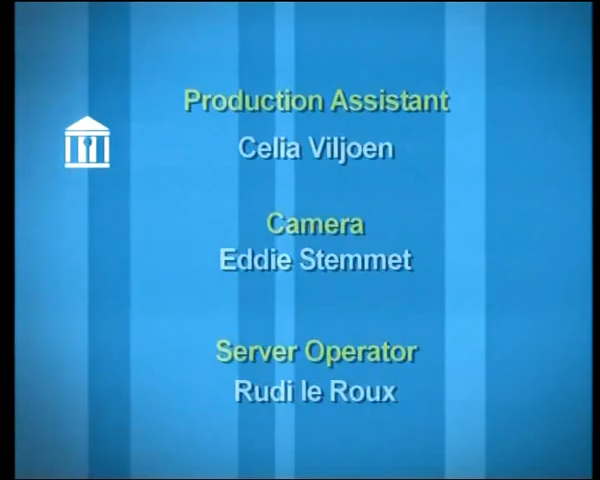 Production Assistant
Celia Viljoen
Camera
Eddie Stemmet
Server Operator
Rudi le Roux